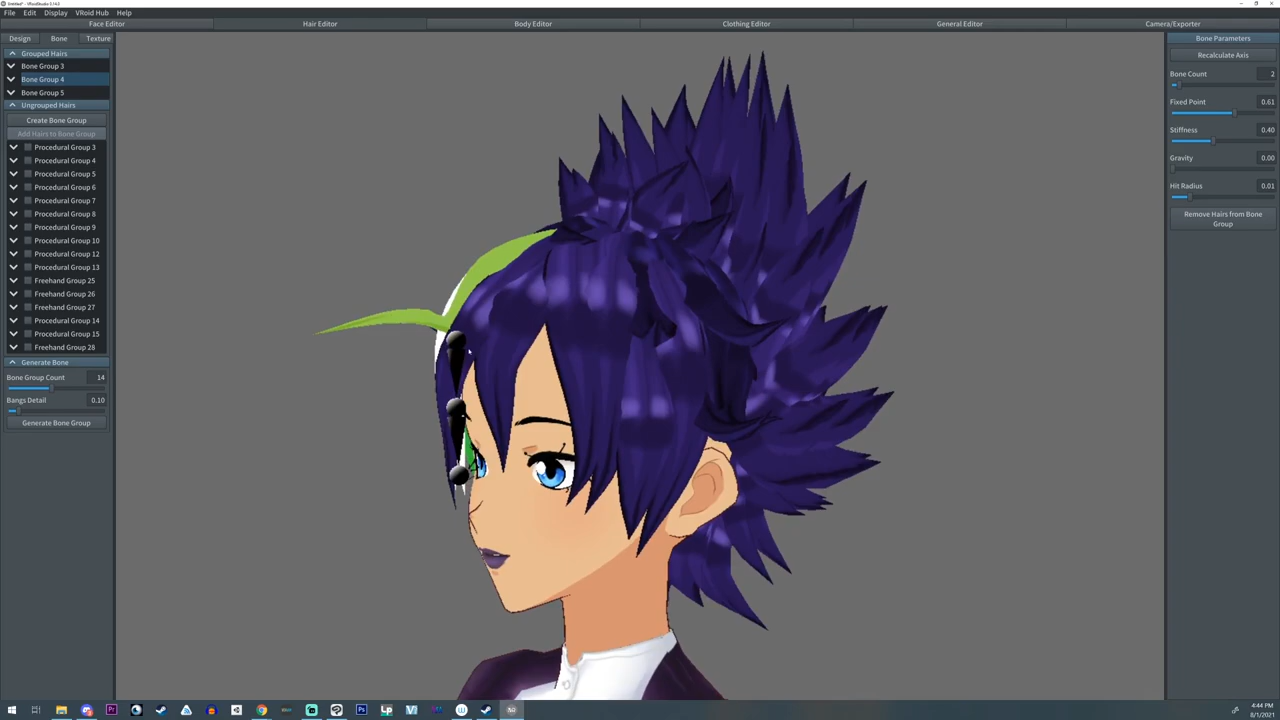 Untitled* - VRoidStudio
File Edit Display VRoid Hub Help
Face Editor Hair Editor Body Editor Clothing Editor General Editor Camera/Exporter
Design Bone Texture
Grouped Hairs
Bone Group 3
Bone Group 4
Bone Group 5
Ungrouped Hairs
Create Bone Group
Add Hairs to Bone Group
Procedural Group 3
Procedural Group 4
Procedural Group 5
Procedural Group 6
Procedural Group 7
Procedural Group 8
Procedural Group 9
Procedural Group 10
Procedural Group 12
Procedural Group 13
Freehand Group 25
Freehand Group 26
Freehand Group 27
Procedural Group 14
Procedural Group 15
Freehand Group 28
Generate Bone
Bone Group Count 14
Bangs Detail 0.10
Generate Bone Group
Bone Parameters
Recalculate Axis
Bone Count 2
Fixed Point 0.61
Stiffness 0.40
Gravity 0.00
Hit Radius 0.01
Remove Hairs from Bone
Group
4:44 PM
8/1/2021